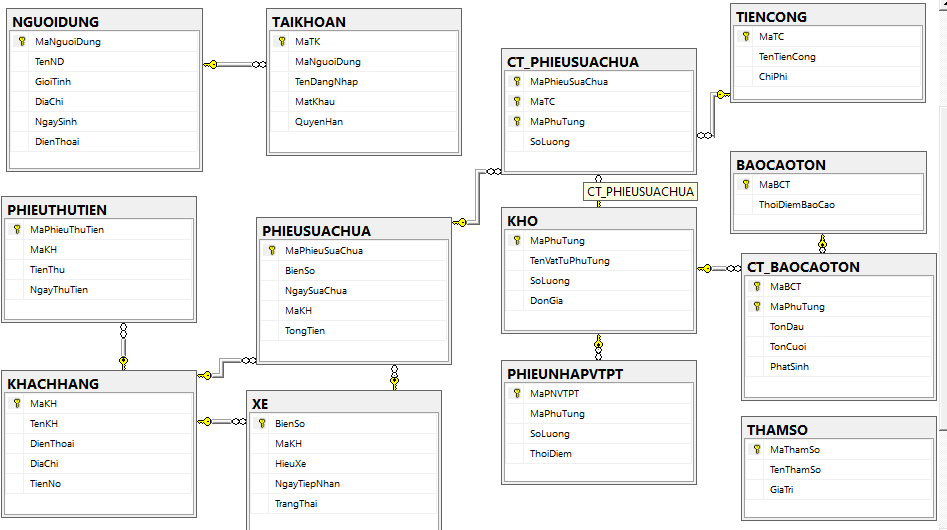 NGUOIDUNG
MaNguoiDung
TenND
GioiTinh
DiaChi
NgaySinh
DienThoai
TAIKHOAN
MaTK
MaNguoiDung
TenDangNhap
MatKhau
QuyenHan
CT_PHIEUSUACHUA
MaPhieuSuaChua
MaTC
MaPhuTung
SoLuong
TIENCONG
MaTC
TenTienCong
ChiPhi
CT_PHIEUSUACHUA
BAOCAOTON
MaBCT
ThoiDiemBaoCao
PHIEUTHUTIEN
MaPhieuThuTien
MaKH
TienThu
NgayThuTien
PHIEUSUACHUA
MaPhieuSuaChua
BienSo
NgaySuaChua
MaKH
TongTien
KHO
MaPhuTung
TenVatTuPhuTung
SoLuong
DonGia
CT_BAOCAOTON
MaBCT
MaPhuTung
TonDau
TonCuoi
PhatSinh
KHACHHANG
MaKH
TenKH
DienThoai
DiaChi
TienNo
XE
BienSo
MaKH
HieuXe
NgayTiepNhan
TrangThai
PHIEUNHAPVTPT
MaPNVTPT
MaPhuTung
SoLuong
ThoiDiem
THAMSO
MaThamSo
TenThamSo
GiaTri